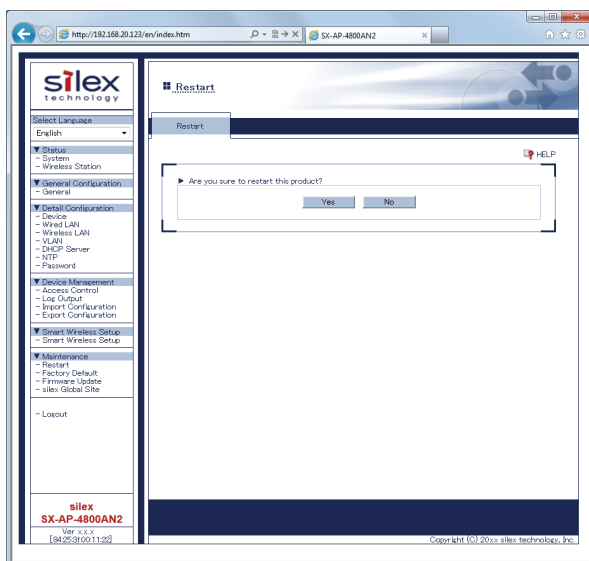 http://192.168.20.123/en/index.htm
SX-AP-4800AN2
silex
technology
Select Language
English
▼ Status
- System
- Wireless Station
▼ General Configuration
- General
▼ Detail Configuration
- Device
- Wired LAN
- Wireless LAN
- VLAN
- DHCP Server
- NTP
- Password
▼ Device Management
- Access Control
- Log Output
- Import Configuration
- Export Configuration
▼ Smart Wireless Setup
- Smart Wireless Setup
▼ Maintenance
- Restart
- Factory Default
- Firmware Update
- silex Global Site
- Logout
silex
SX-AP-4800AN2
Ver x.x.x
[84:25:3f:00:11:22]
Restart
Restart
HELP
Are you sure to restart this product?
Yes No
Copyright (C) 20xx silex technology, Inc.